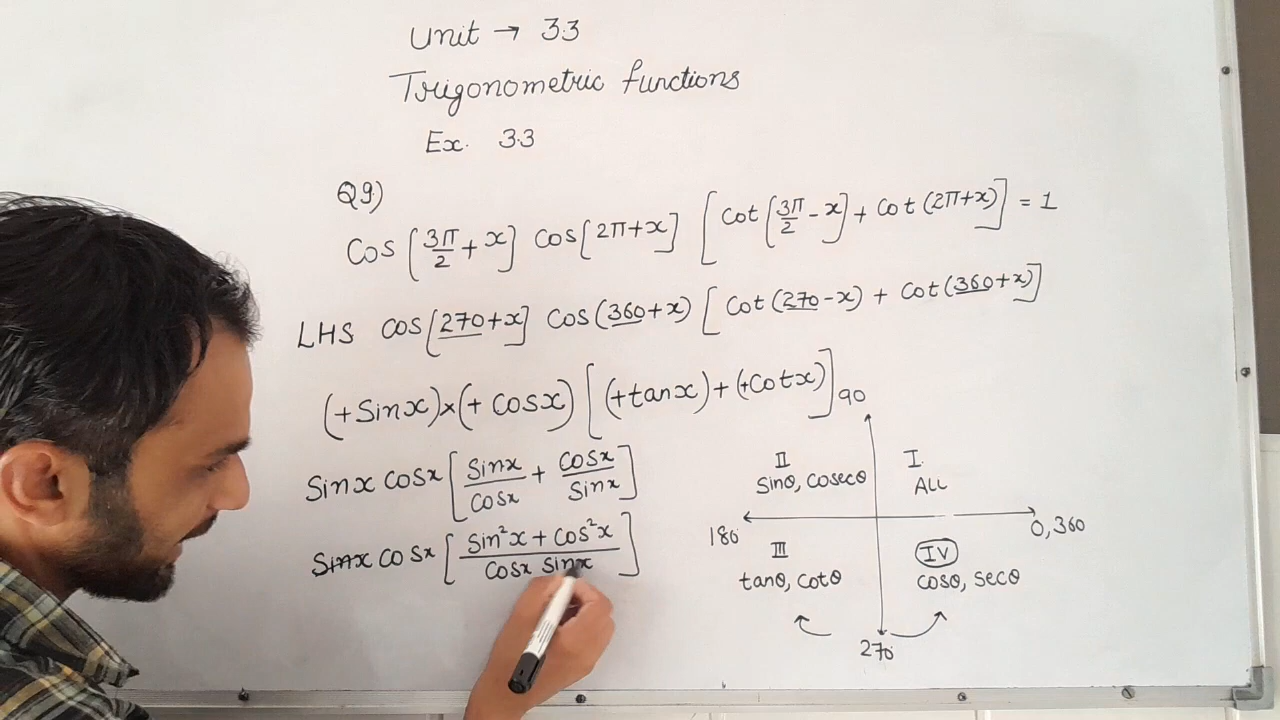 Unit → 3.3
Trigonometric functions
Ex. 3.3
Q9)
Cos [3π/2 + x] cos [2π+x] [cot [3π/2 - x] + cot (2π+x)] = 1
LHS cos [270+x] cos (360+x) [cot (270-x) + cot (360+x)]
(+Sinx)×(+ cosx) [(+tanx)+(+cotx)]
Sinx cosx [Sinx/cosx + cosx/Sinx]
Sinx cosx [Sin²x + cos²x / cosx sinx]
90
II
Sinθ, cosecθ
I.
ALL
180
0, 360
III
tanθ, cotθ
IV
cosθ, secθ
270